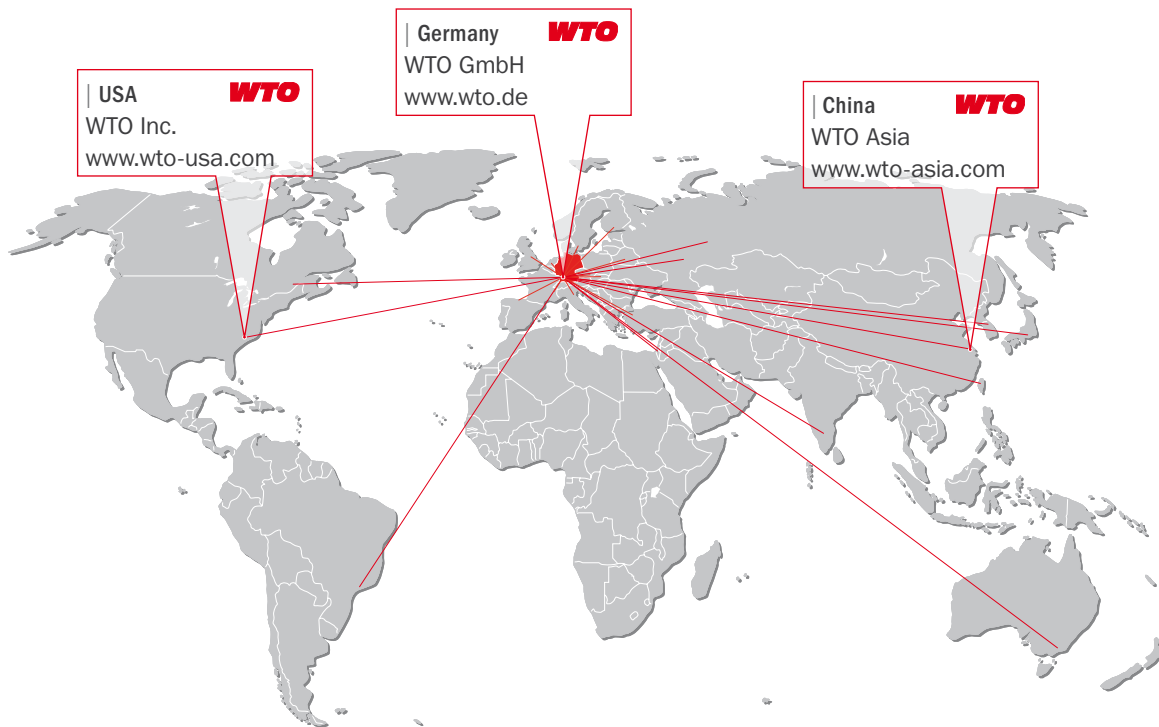 | Germany WTO
WTO GmbH
www.wto.de
| USA WTO
WTO Inc.
www.wto-usa.com
| China WTO
WTO Asia
www.wto-asia.com